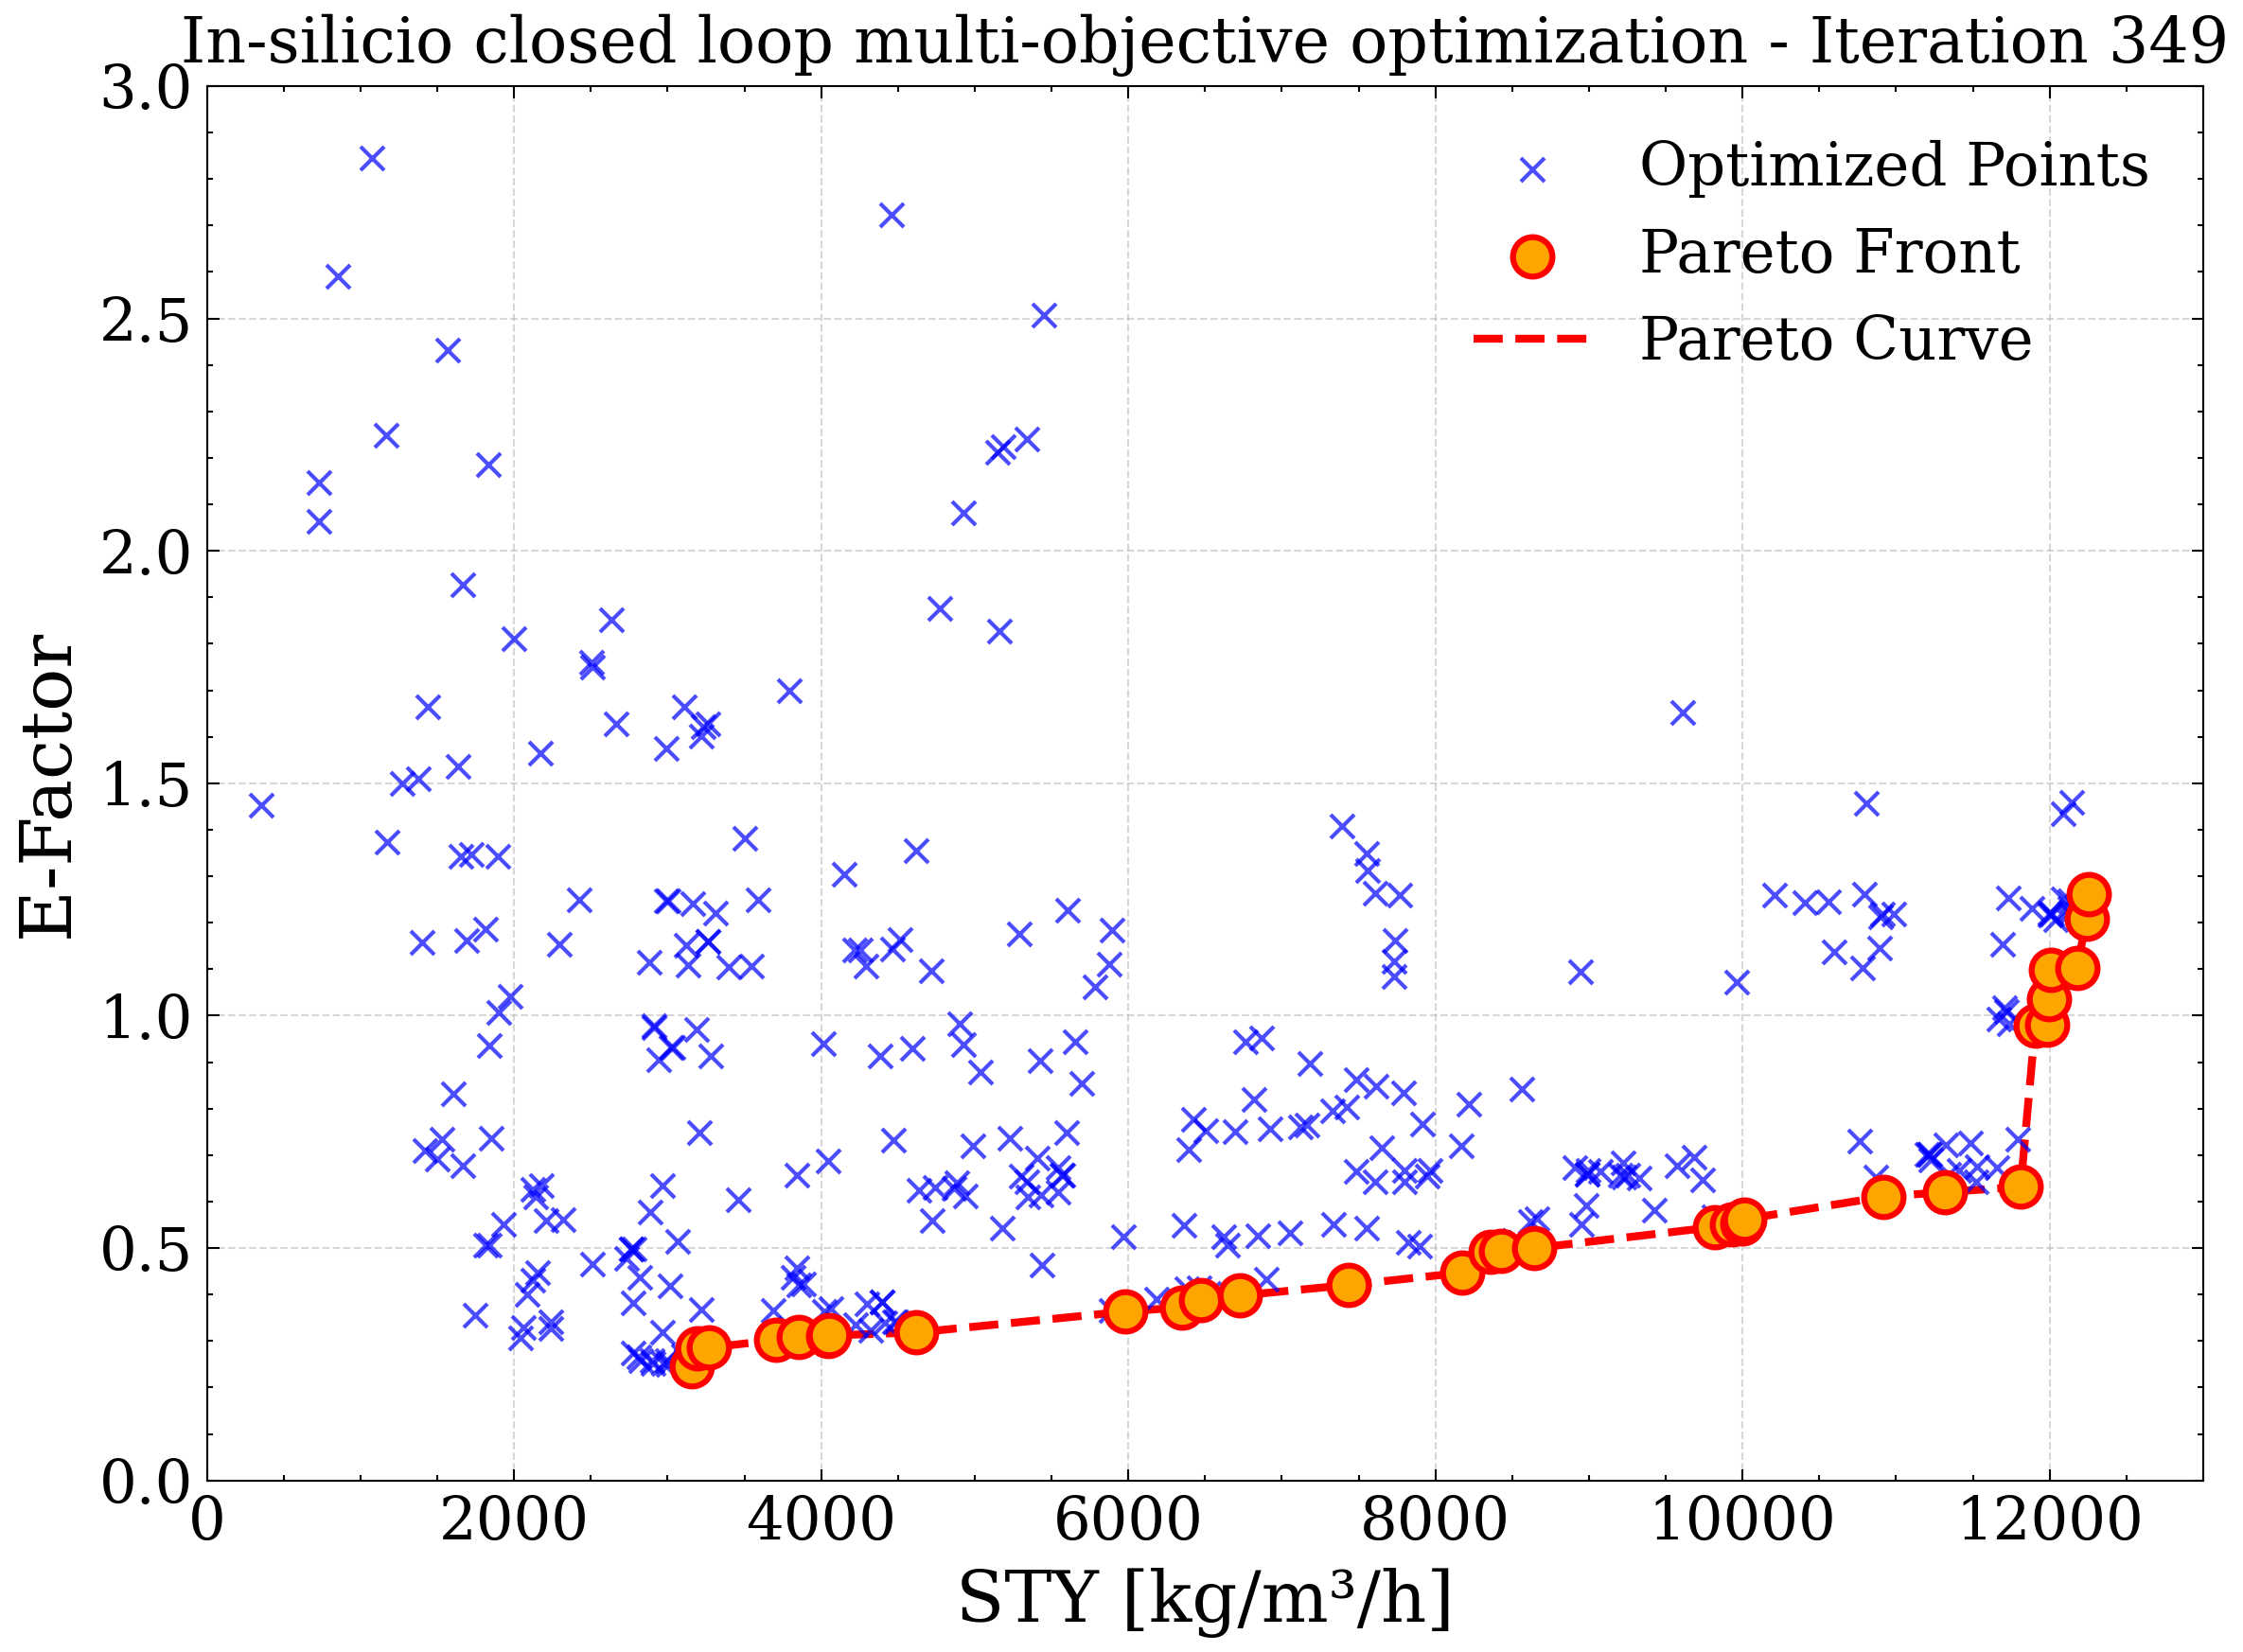 In-silicio closed loop multi-objective optimization - Iteration 349
3.0
2.5
2.0
1.5
1.0
0.5
0.0
E-Factor
Optimized Points
Pareto Front
Pareto Curve
0 2000 4000 6000 8000 10000 12000
STY [kg/m³/h]